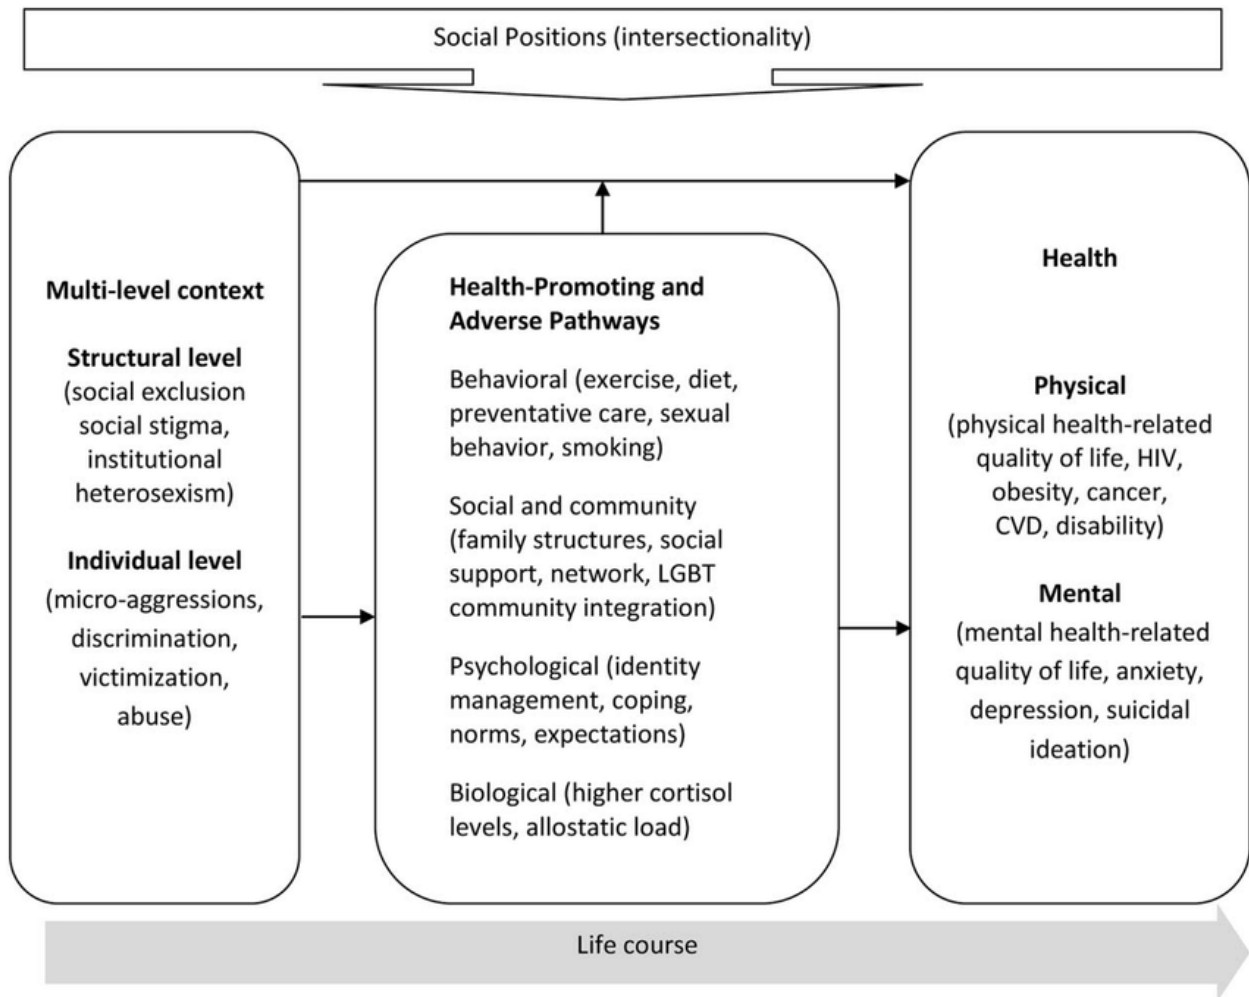 Social Positions (intersectionality)
Multi-level context
Structural level
(social exclusion
social stigma,
institutional
heterosexism)
Individual level
(micro-aggressions,
discrimination,
victimization,
abuse)
Health-Promoting and
Adverse Pathways
Behavioral (exercise, diet,
preventative care, sexual
behavior, smoking)
Social and community
(family structures, social
support, network, LGBT
community integration)
Psychological (identity
management, coping,
norms, expectations)
Biological (higher cortisol
levels, allostatic load)
Health
Physical
(physical health-related
quality of life, HIV,
obesity, cancer,
CVD, disability)
Mental
(mental health-related
quality of life, anxiety,
depression, suicidal
ideation)
Life course